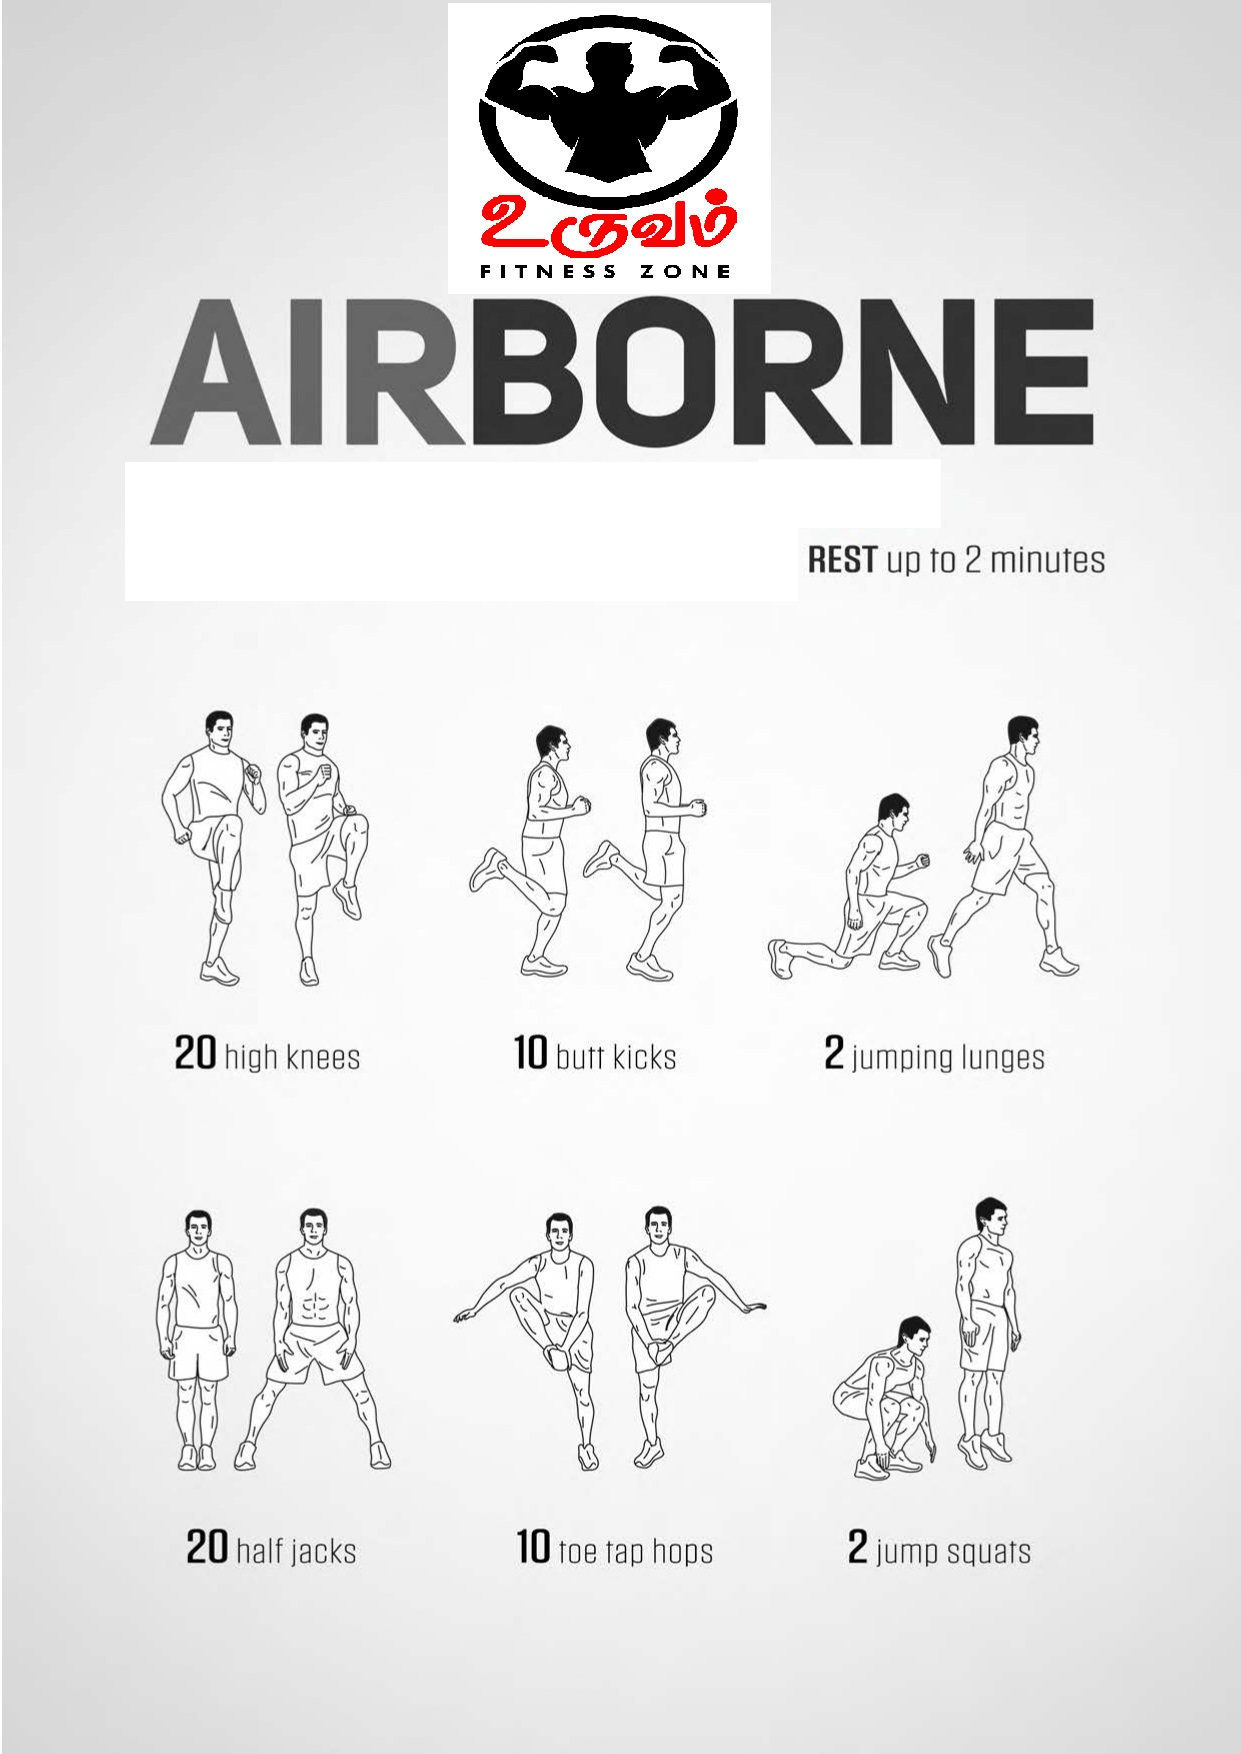 உருவம்
FITNESS ZONE
AIRBORNE
REST up to 2 minutes
20 high knees
10 butt kicks
2 jumping lunges
20 half jacks
10 toe tap hops
2 jump squats